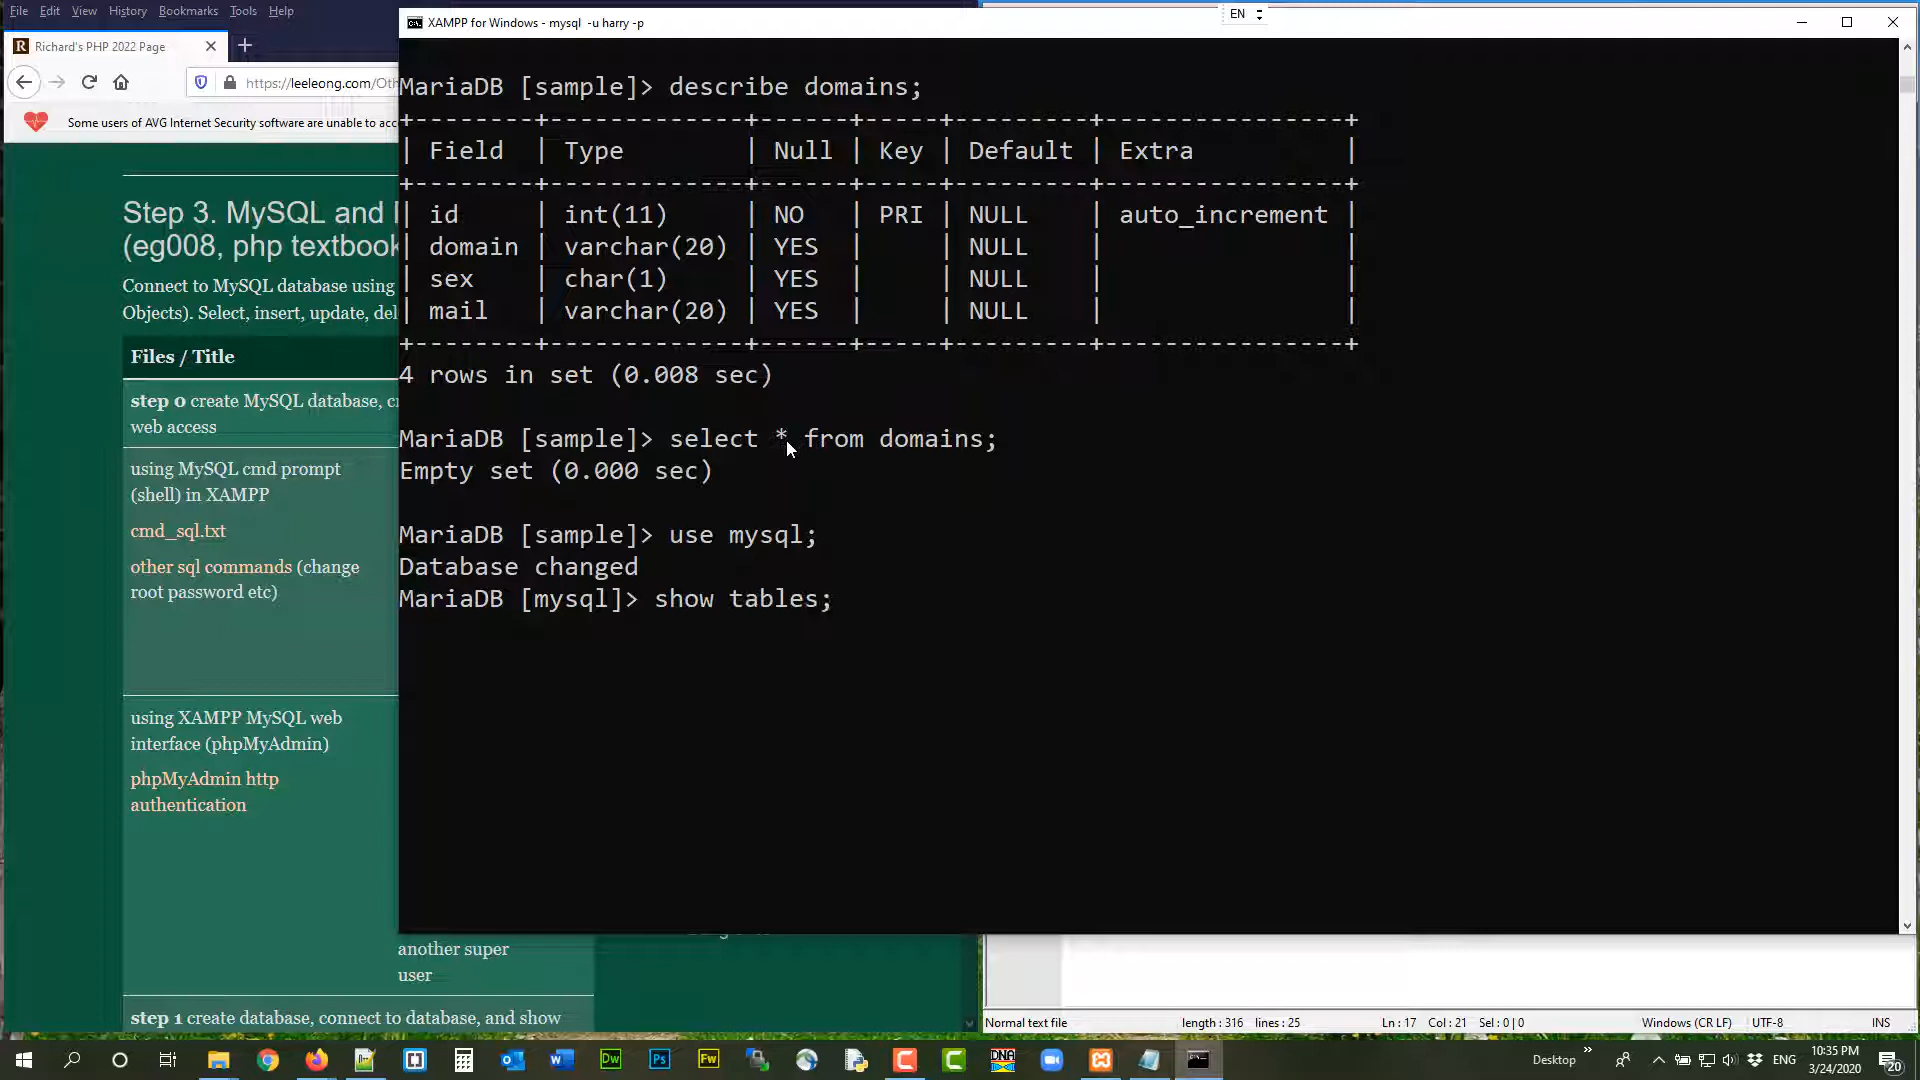 File Edit View History Bookmarks Tools Help
Richard's PHP 2022 Page
https://leeleong.com/Oth
Some users of AVG Internet Security software are unable to acc
Step 3. MySQL and
(eg008, php textbook
Connect to MySQL database using
Objects). Select, insert, update, del
Files / Title
step 0 create MySQL database, c
web access
using MySQL cmd prompt
(shell) in XAMPP
cmd_sql.txt
other sql commands (change
root password etc)
using XAMPP MySQL web
interface (phpMyAdmin)
phpMyAdmin http
authentication
another super
user
step 1 create database, connect to database, and show
XAMPP for Windows - mysql -u harry -p
EN
MariaDB [sample]> describe domains;
+--------+-------------+------+-----+---------+----------------+
| Field | Type | Null | Key | Default | Extra |
+--------+-------------+------+-----+---------+----------------+
| id | int(11) | NO | PRI | NULL | auto_increment |
| domain | varchar(20) | YES | | NULL | |
| sex | char(1) | YES | | NULL | |
| mail | varchar(20) | YES | | NULL | |
+--------+-------------+------+-----+---------+----------------+
4 rows in set (0.008 sec)
MariaDB [sample]> select * from domains;
Empty set (0.000 sec)
MariaDB [sample]> use mysql;
Database changed
MariaDB [mysql]> show tables;
Normal text file length : 316 lines : 25 Ln : 17 Col : 21 Sel : 0 | 0 Windows (CR LF) UTF-8 INS
Dw Ps Fw DNA Desktop » ENG 10:35 PM
3/24/2020 20